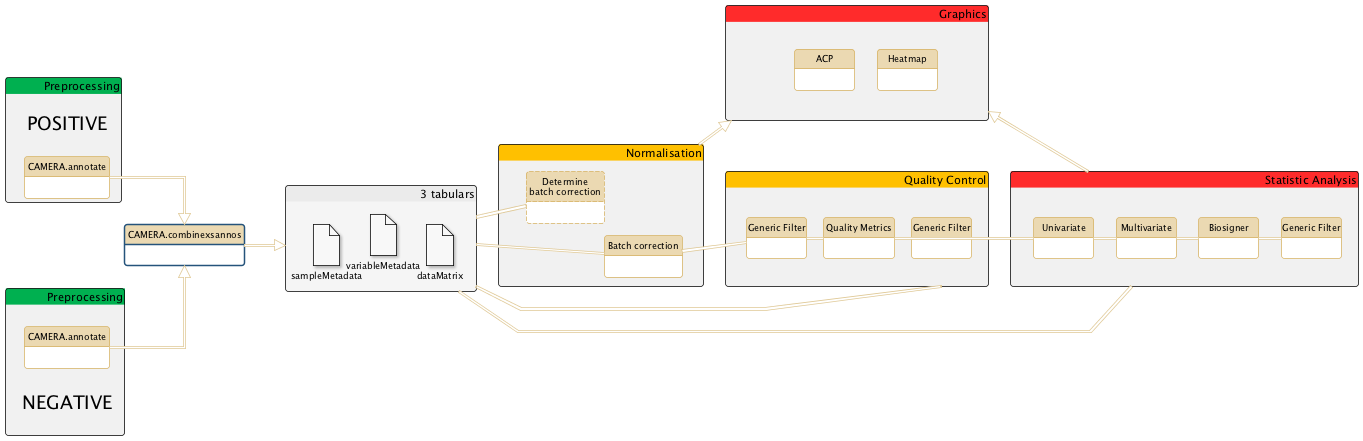 Preprocessing
POSITIVE
CAMERA.annotate
CAMERA.combinexsannos
Preprocessing
CAMERA.annotate
NEGATIVE
3 tabulars
sampleMetadata
variableMetadata
dataMatrix
Normalisation
Determine
batch correction
Batch correction
Graphics
ACP
Heatmap
Quality Control
Generic Filter
Quality Metrics
Generic Filter
Statistic Analysis
Univariate
Multivariate
Biosigner
Generic Filter